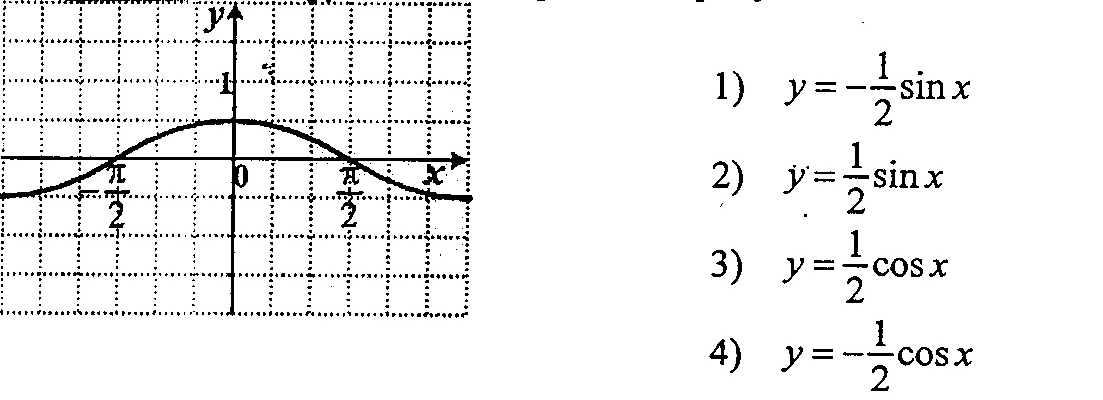 y
1
0
x
-π/2
π/2
1) y = -1/2 sin x
2) y = 1/2 sin x
3) y = 1/2 cos x
4) y = -1/2 cos x